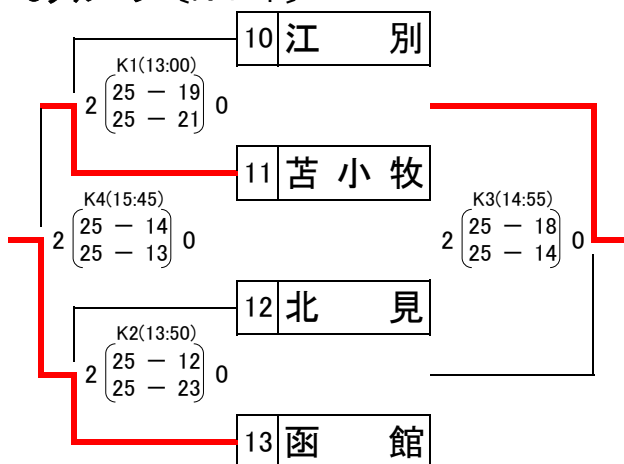 10 江 別
K1(13:00)
2 25 － 19 0
25 － 21
11 苫 小 牧
K4(15:45)
2 25 － 14 0
25 － 13
K3(14:55)
2 25 － 18 0
25 － 14
12 北 見
K2(13:50)
2 25 － 12 0
25 － 23
13 函 館